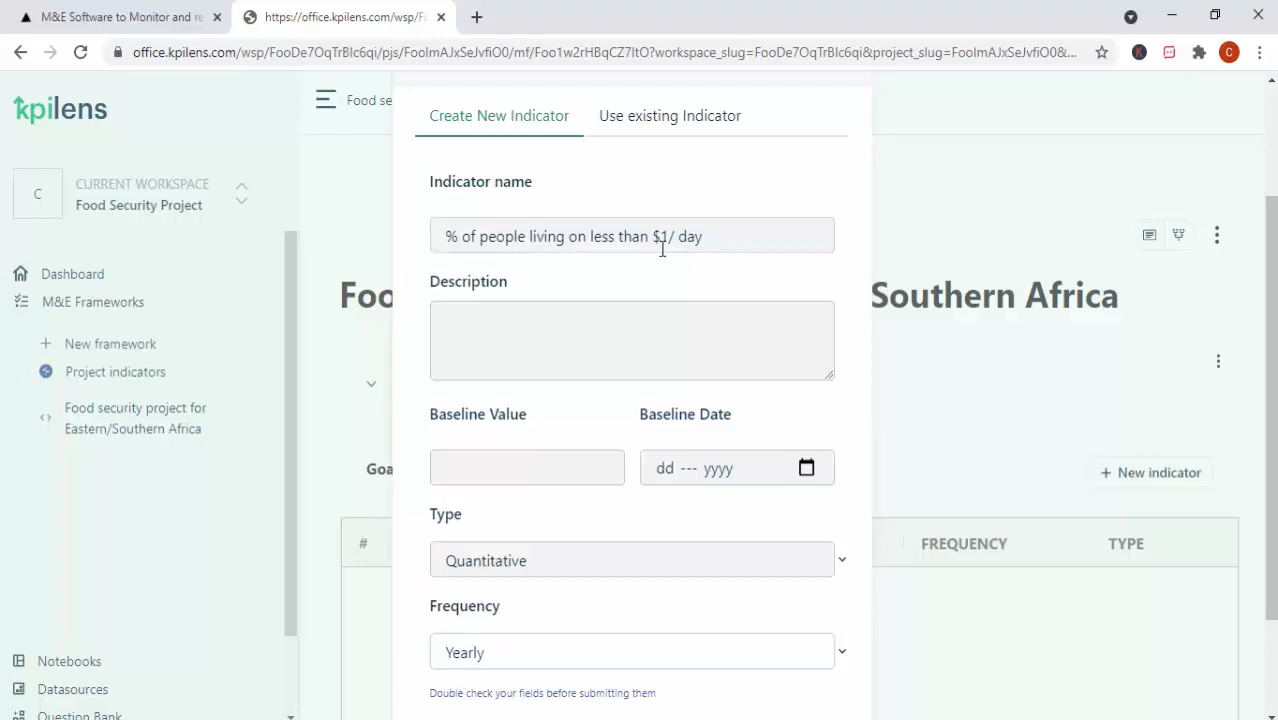 M&E Software to Monitor and re
https://office.kpilens.com/wsp/Fo
office.kpilens.com/wsp/FooDe7OqTrBlc6qi/pjs/FoolmAJxSeJvfiO0/mf/Foo1w2rHBqCZ7ltO?workspace_slug=FooDe7OqTrBlc6qi&project_slug=FoolmAJxSeJvfiO0&...
K
C
kpilens
C
CURRENT WORKSPACE
Food Security Project
Dashboard
M&E Frameworks
New framework
Project indicators
Food security project for
Eastern/Southern Africa
Notebooks
Datasources
Question Bank
Food se
Foo
Southern Africa
Goa
+ New indicator
#
FREQUENCY
TYPE
Create New Indicator
Use existing Indicator
Indicator name
% of people living on less than $1/ day
Description
Baseline Value
Baseline Date
dd --- yyyy
Type
Quantitative
Frequency
Yearly
Double check your fields before submitting them